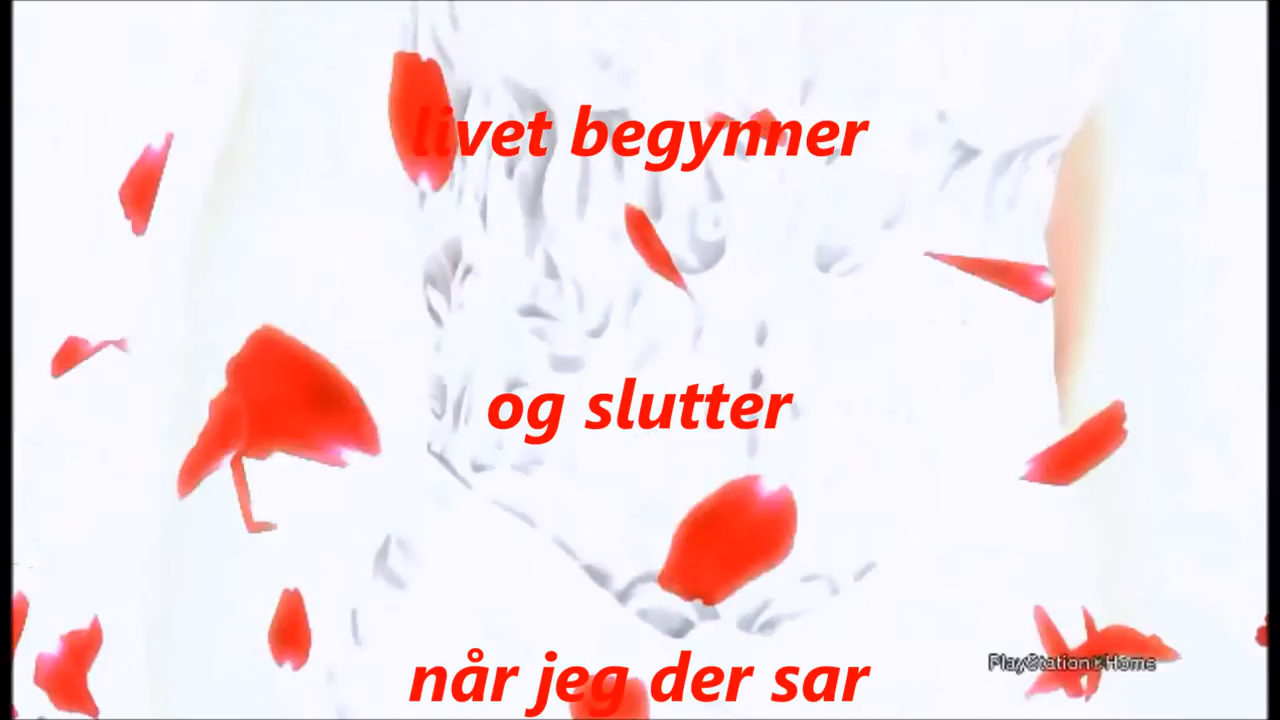 livet begynner
og slutter
når jeg der sar
PlayStation Home